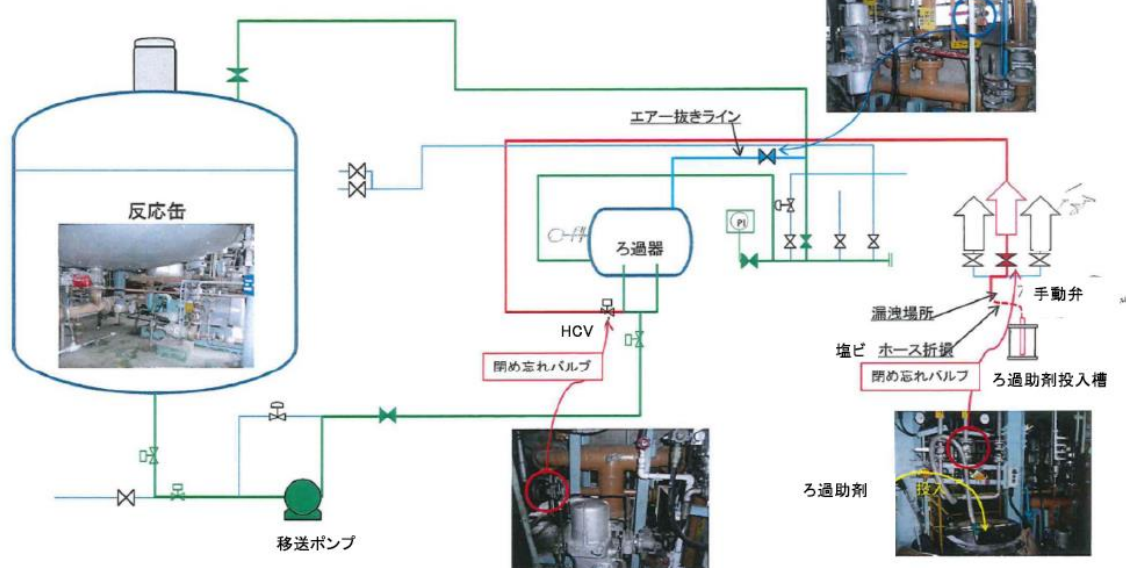 エアー抜きライン
反応缶
ろ過器
PI
手動弁
漏洩場所
HCV
塩ビ ホース折損
閉め忘れバルブ
閉め忘れバルブ
ろ過助剤投入槽
ろ過助剤
投入
移送ポンプ